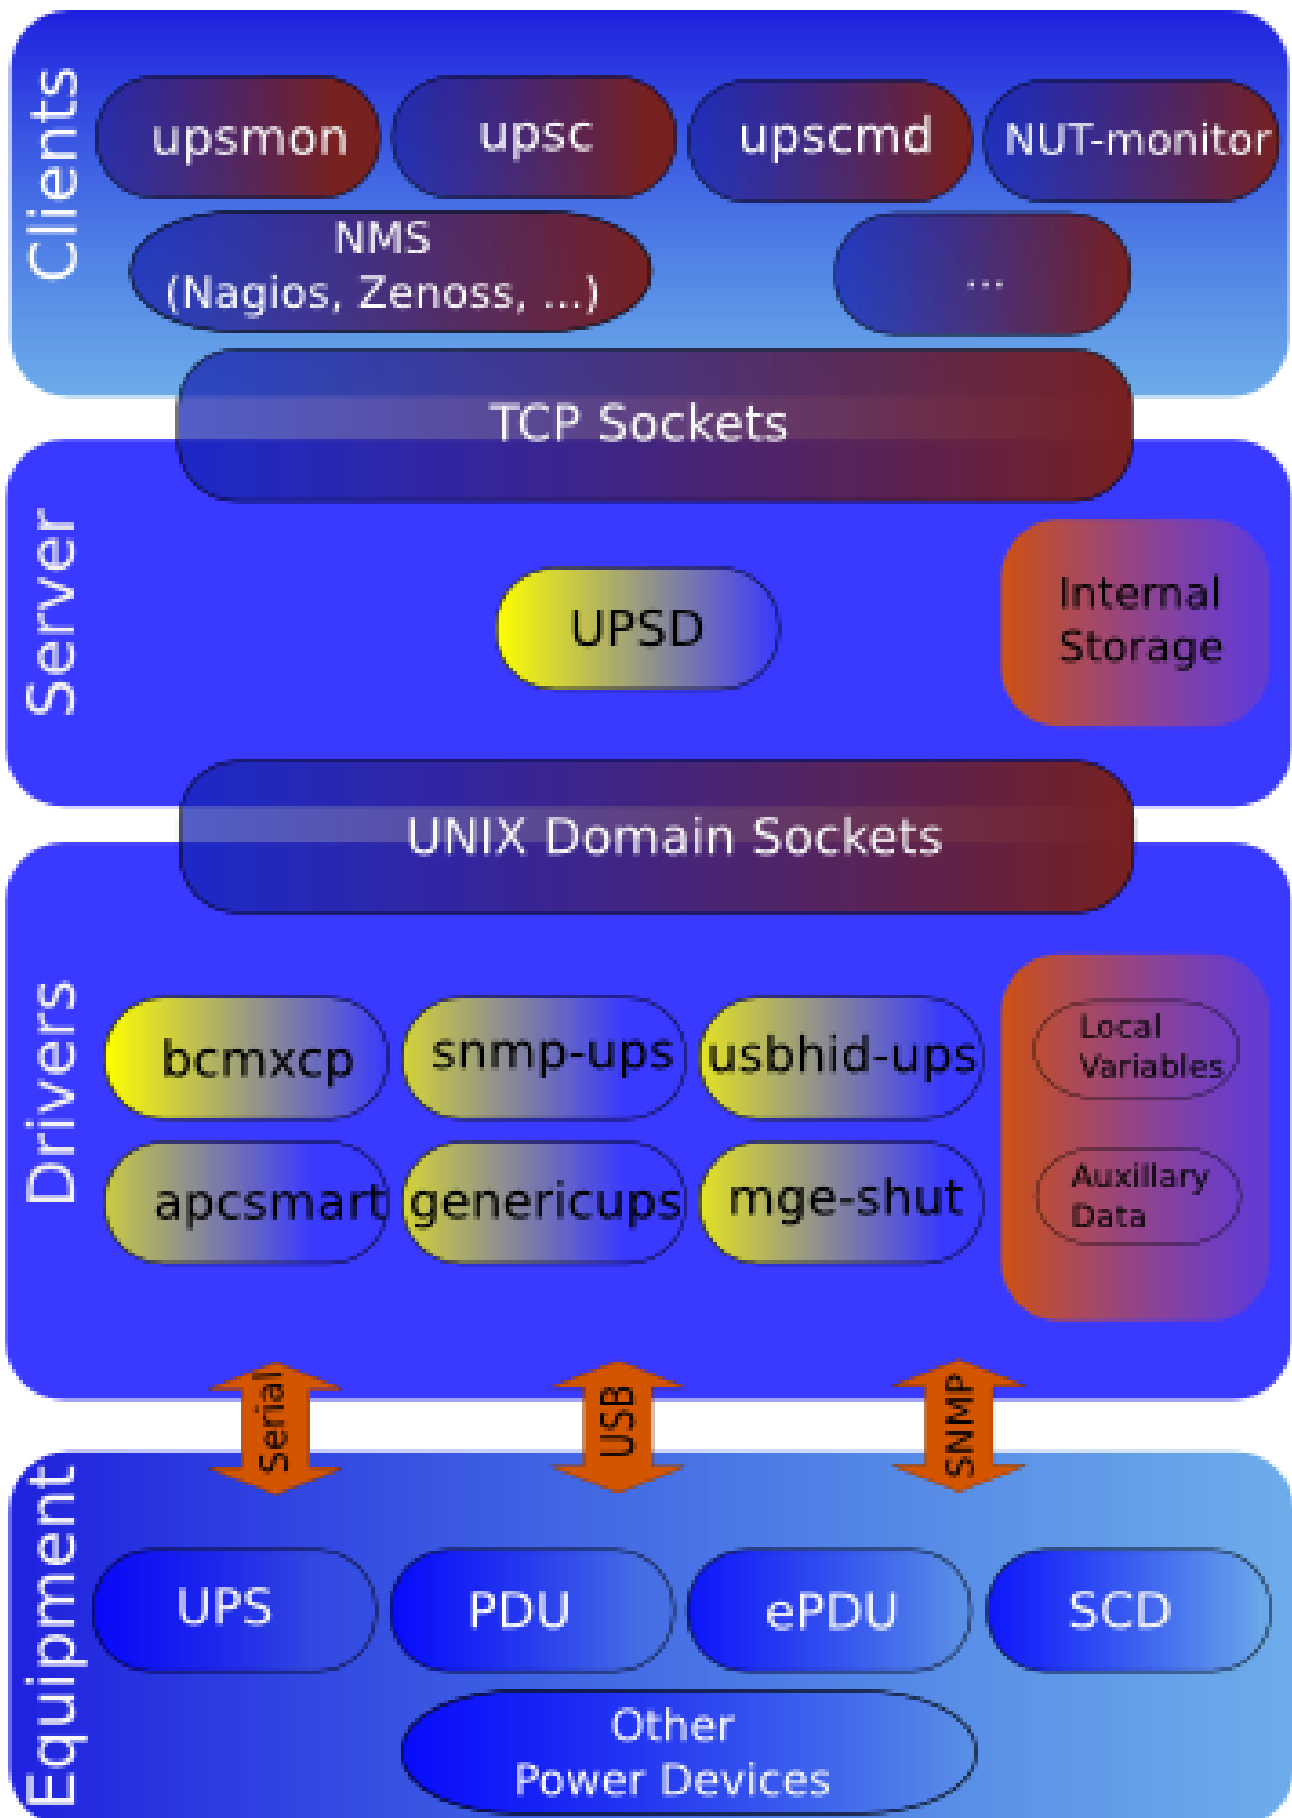 Clients
upsmon
upsc
upscmd
NUT-monitor
NMS
(Nagios, Zenoss, ...)
...
TCP Sockets
Server
UPSD
Internal
Storage
UNIX Domain Sockets
Drivers
bcmxcp
snmp-ups
usbhid-ups
Local
Variables
apcsmart
genericups
mge-shut
Auxillary
Data
Serial
USB
SNMP
Equipment
UPS
PDU
ePDU
SCD
Other
Power Devices